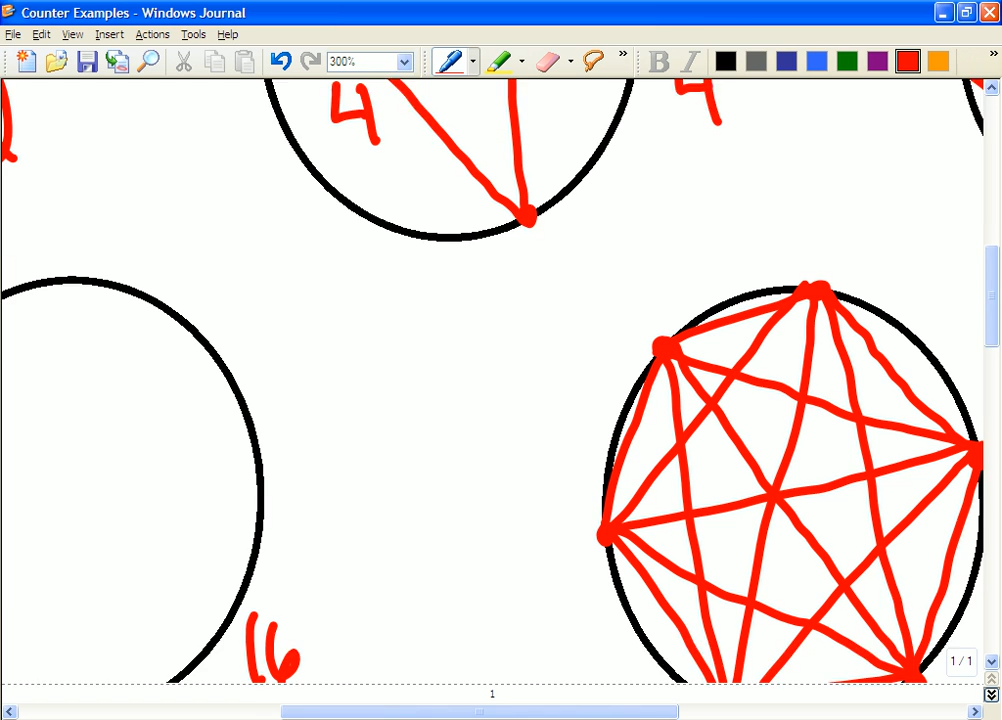 Counter Examples - Windows Journal
File Edit View Insert Actions Tools Help
300% » B I »
4 4
16
1 / 1
1